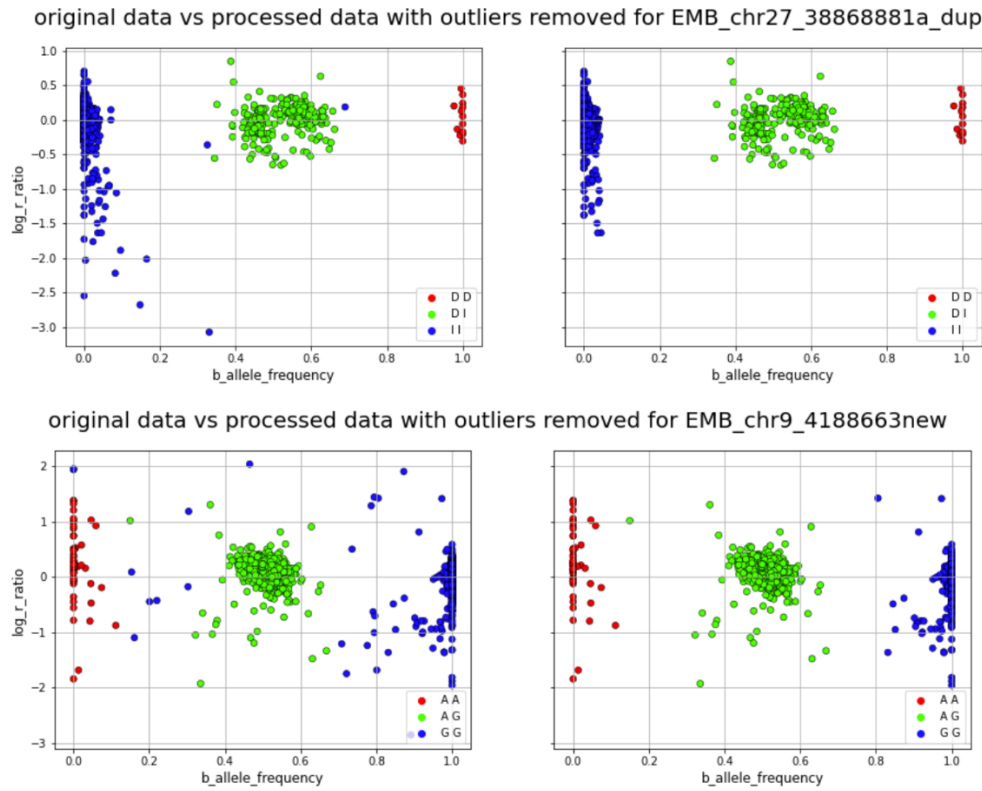 original data vs processed data with outliers removed for EMB_chr27_38868881a_dup
1.0
0.5
0.0
−0.5
−1.0
−1.5
−2.0
−2.5
−3.0
log_r_ratio
0.0 0.2 0.4 0.6 0.8 1.0
b_allele_frequency
D D
D I
I I
0.0 0.2 0.4 0.6 0.8 1.0
b_allele_frequency
D D
D I
I I
original data vs processed data with outliers removed for EMB_chr9_4188663new
2
1
0
−1
−2
−3
log_r_ratio
0.0 0.2 0.4 0.6 0.8 1.0
b_allele_frequency
A A
A G
G G
0.0 0.2 0.4 0.6 0.8 1.0
b_allele_frequency
A A
A G
G G